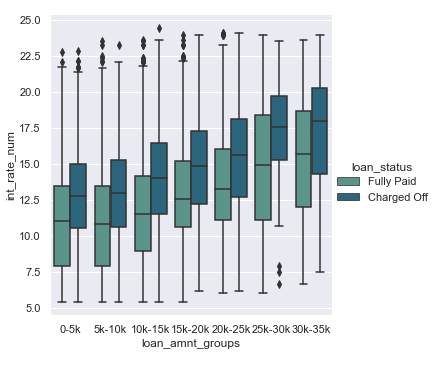 25.0
22.5
20.0
17.5
15.0
12.5
10.0
7.5
5.0
int_rate_num
0-5k 5k-10k 10k-15k 15k-20k 20k-25k 25k-30k 30k-35k
loan_amnt_groups
loan_status
Fully Paid
Charged Off